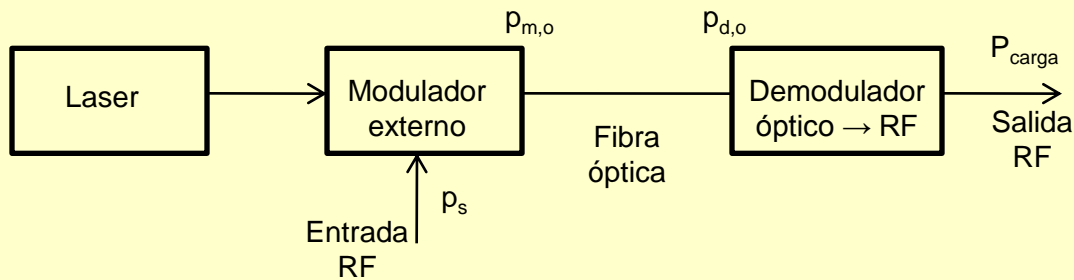 p_m,o
p_d,o
P_carga
Laser
Modulador
externo
Demodulador
óptico → RF
Fibra
óptica
Salida
RF
p_s
Entrada
RF